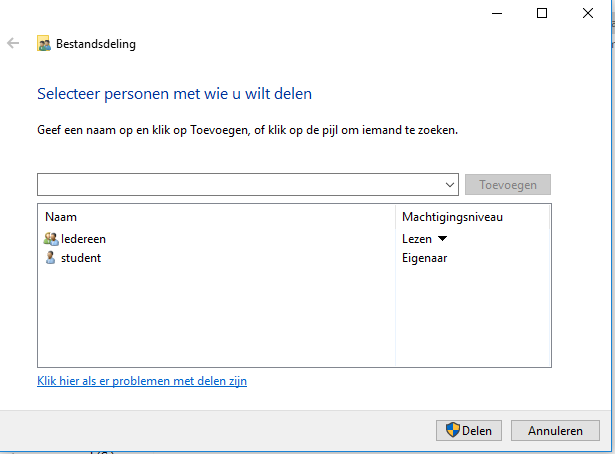 Bestandsdeling
Selecteer personen met wie u wilt delen
Geef een naam op en klik op Toevoegen, of klik op de pijl om iemand te zoeken.
Toevoegen
Naam Machtigingsniveau
Iedereen Lezen
student Eigenaar
Klik hier als er problemen met delen zijn
Delen Annuleren